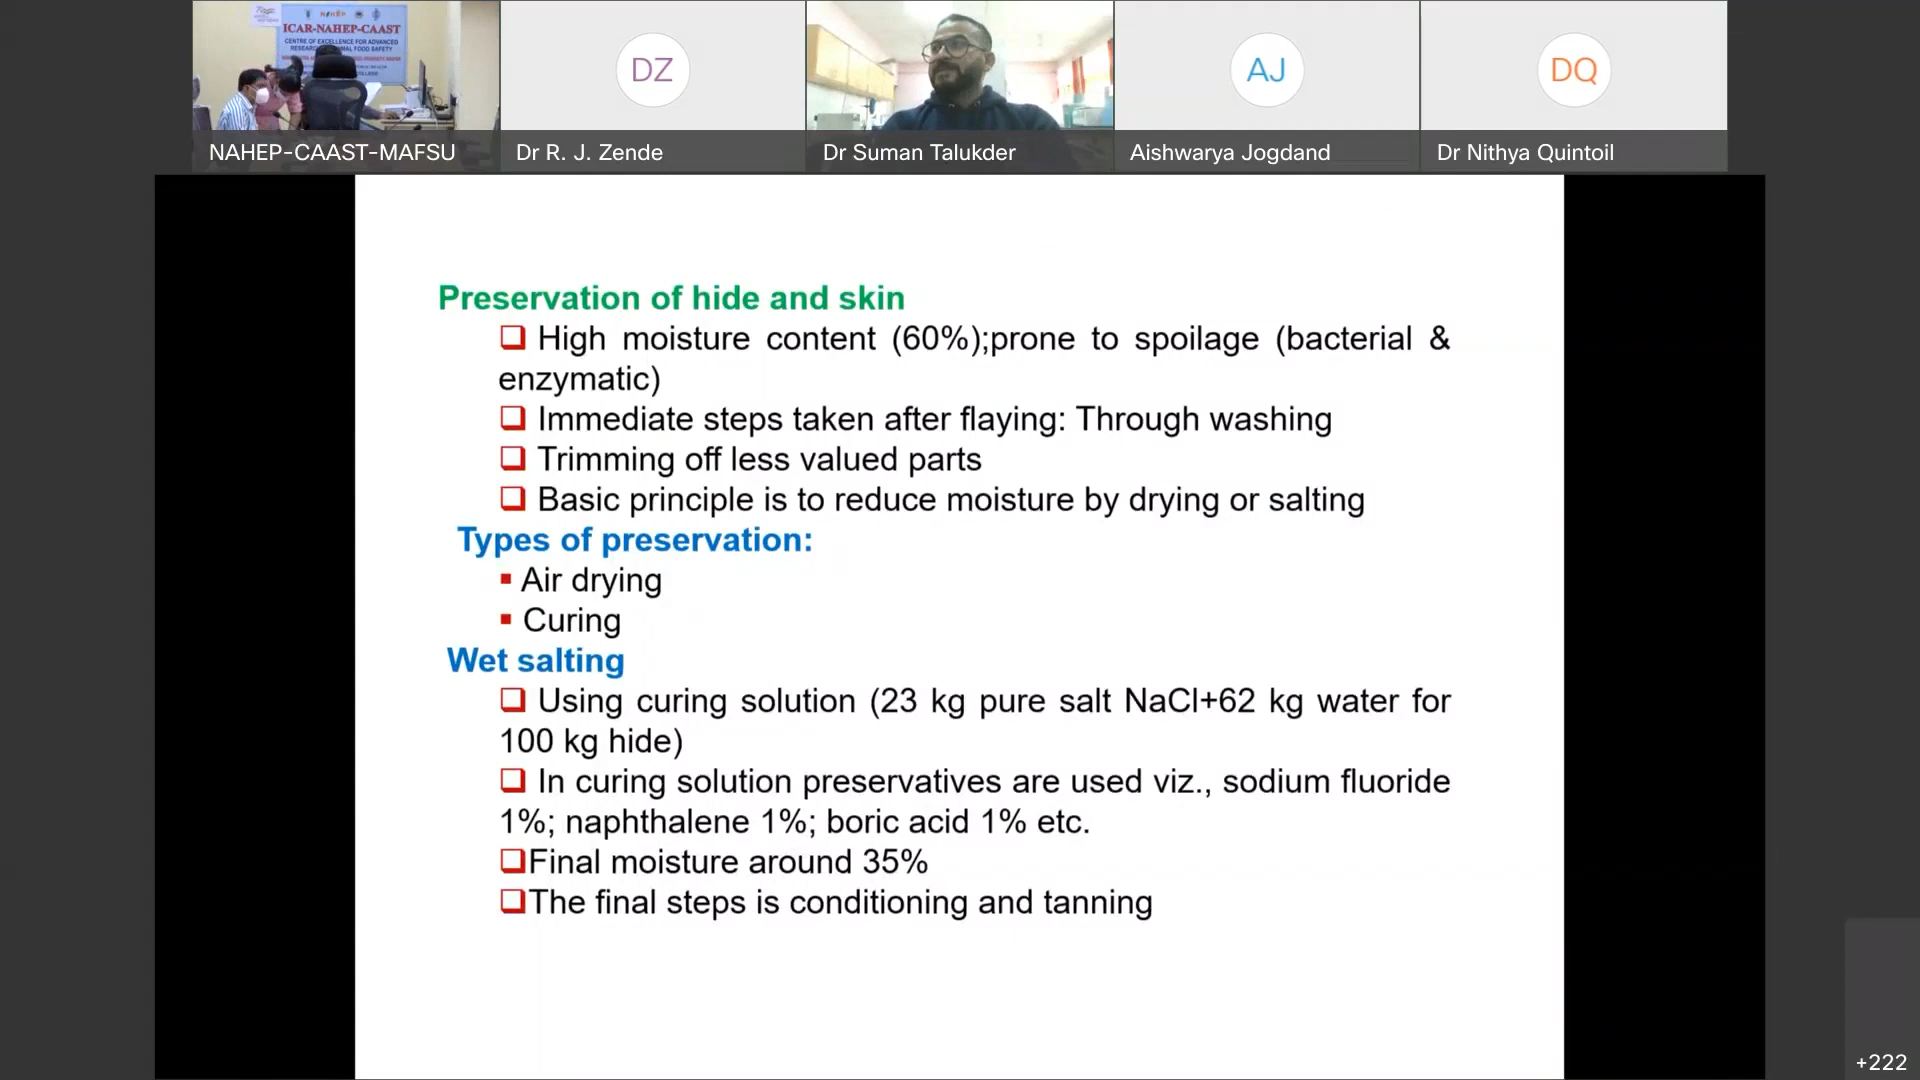 ICAR-NAHEP-CAAST
CENTRE OF EXCELLENCE FOR ADVANCED
NAHEP-CAAST-MAFSU
DZ
Dr R. J. Zende
Dr Suman Talukder
AJ
Aishwarya Jogdand
DQ
Dr Nithya Quintoil
Preservation of hide and skin
❑ High moisture content (60%);prone to spoilage (bacterial &
enzymatic)
❑ Immediate steps taken after flaying: Through washing
❑ Trimming off less valued parts
❑ Basic principle is to reduce moisture by drying or salting
Types of preservation:
▪ Air drying
▪ Curing
Wet salting
❑ Using curing solution (23 kg pure salt NaCl+62 kg water for
100 kg hide)
❑ In curing solution preservatives are used viz., sodium fluoride
1%; naphthalene 1%; boric acid 1% etc.
❑Final moisture around 35%
❑The final steps is conditioning and tanning
+222